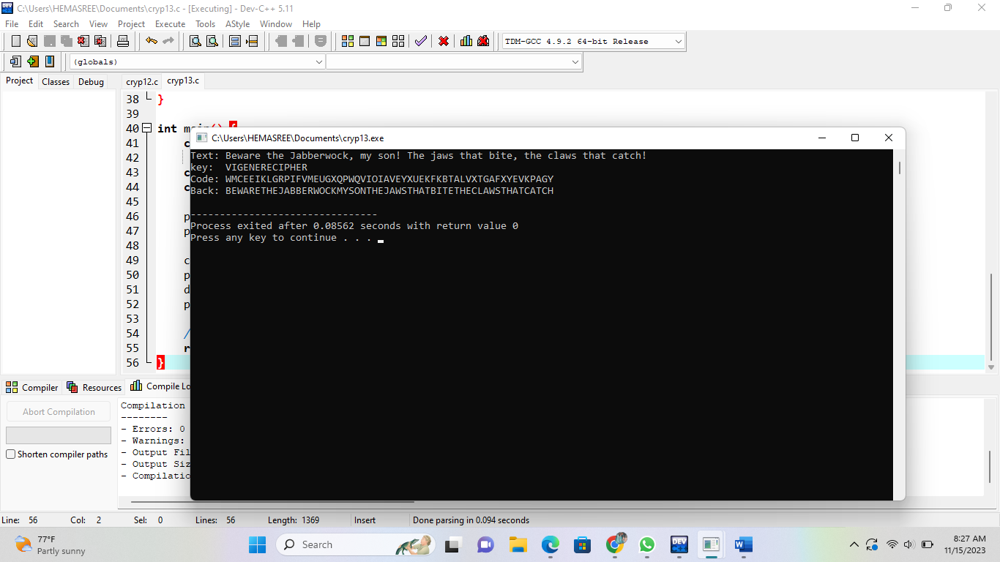 C:\Users\HEMASREE\Documents\cryp13.c - [Executing] - Dev-C++ 5.11
File Edit Search View Project Execute Tools AStyle Window Help
TDM-GCC 4.9.2 64-bit Release
(globals)
Project Classes Debug
cryp12.c cryp13.c
38 }
39
40 int main() {
41 c
42
43 c
44 c
45
46 p
47 p
48
49 c
50 p
51 d
52 p
53
54 /
55 r
56 }
C:\Users\HEMASREE\Documents\cryp13.exe
Text: Beware the Jabberwock, my son! The jaws that bite, the claws that catch!
key: VIGENERECIPHER
Code: WMCEEIKLGRPIFVMEUGXQPWQVIOIAVEYXUEKFKBTALVXTGAFXYEVKPAGY
Back: BEWARETHEJABBERWOCKMYSONTHEJAWSTHATBITETHECLAWSTHATCATCH
--------------------------------
Process exited after 0.08562 seconds with return value 0
Press any key to continue . . .
Compiler Resources Compile Lo
Abort Compilation
Shorten compiler paths
Compilation
--------
- Errors: 0
- Warnings:
- Output Fil
- Output Siz
- Compilatio
Line: 56 Col: 2 Sel: 0 Lines: 56 Length: 1369 Insert Done parsing in 0.094 seconds
77°F
Partly sunny
Search
DEV
8:27 AM
11/15/2023